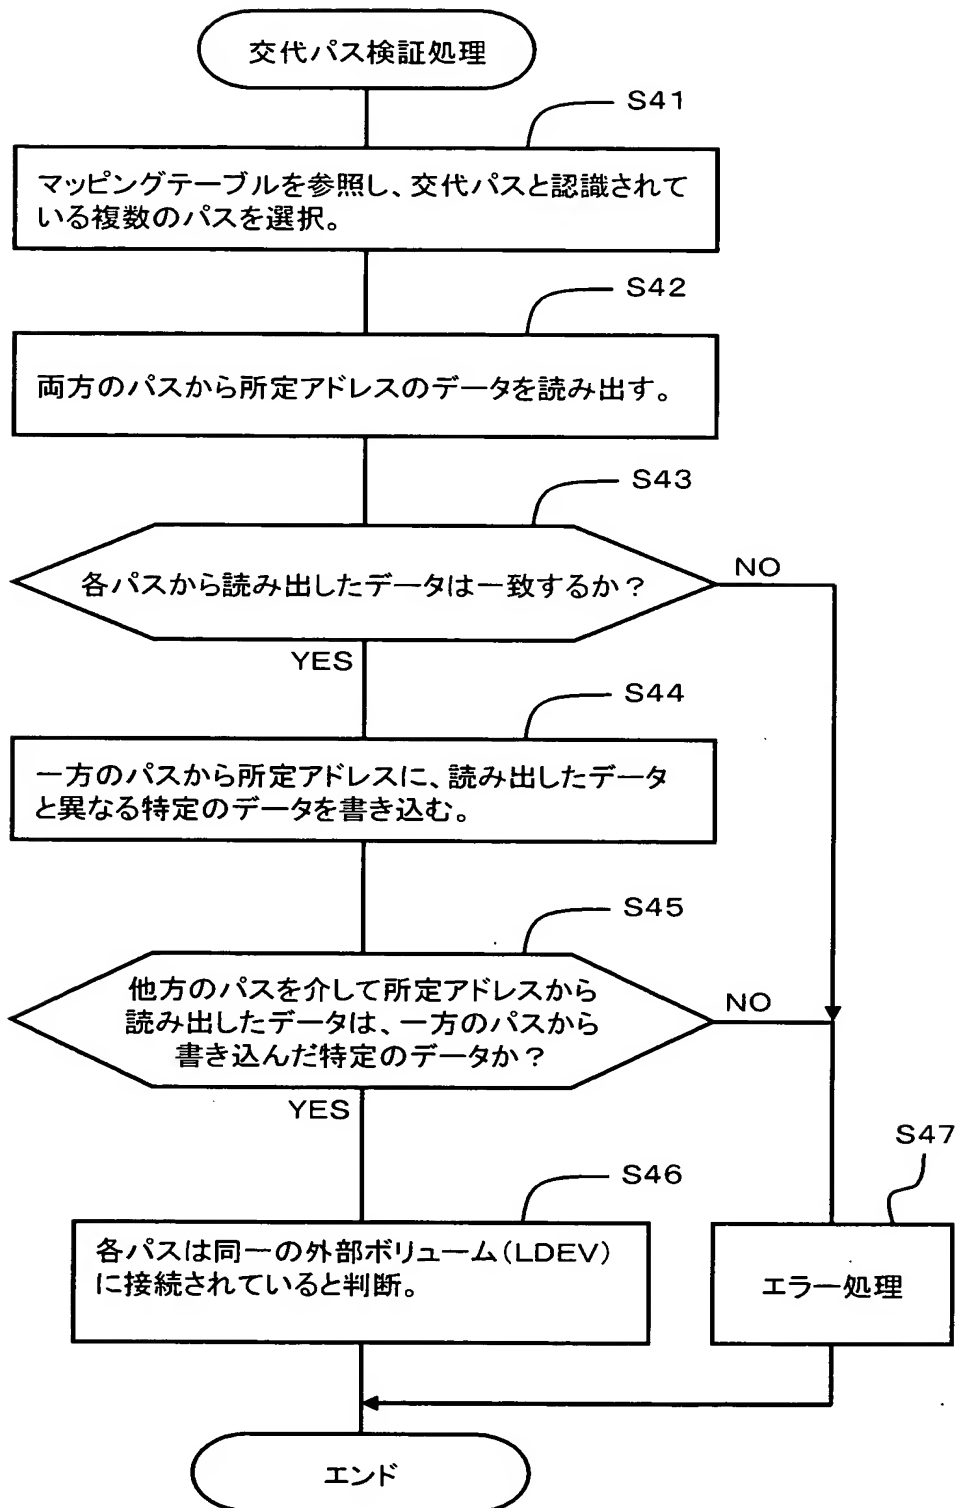 交代パス検証処理
S41
マッピングテーブルを参照し、交代パスと認識されて
いる複数のパスを選択。
S42
両方のパスから所定アドレスのデータを読み出す。
S43
各パスから読み出したデータは一致するか？
NO
YES
S44
一方のパスから所定アドレスに、読み出したデータ
と異なる特定のデータを書き込む。
S45
他方のパスを介して所定アドレスから
読み出したデータは、一方のパスから
書き込んだ特定のデータか？
NO
YES
S47
S46
各パスは同一の外部ボリューム（LDEV）
に接続されていると判断。
エラー処理
エンド